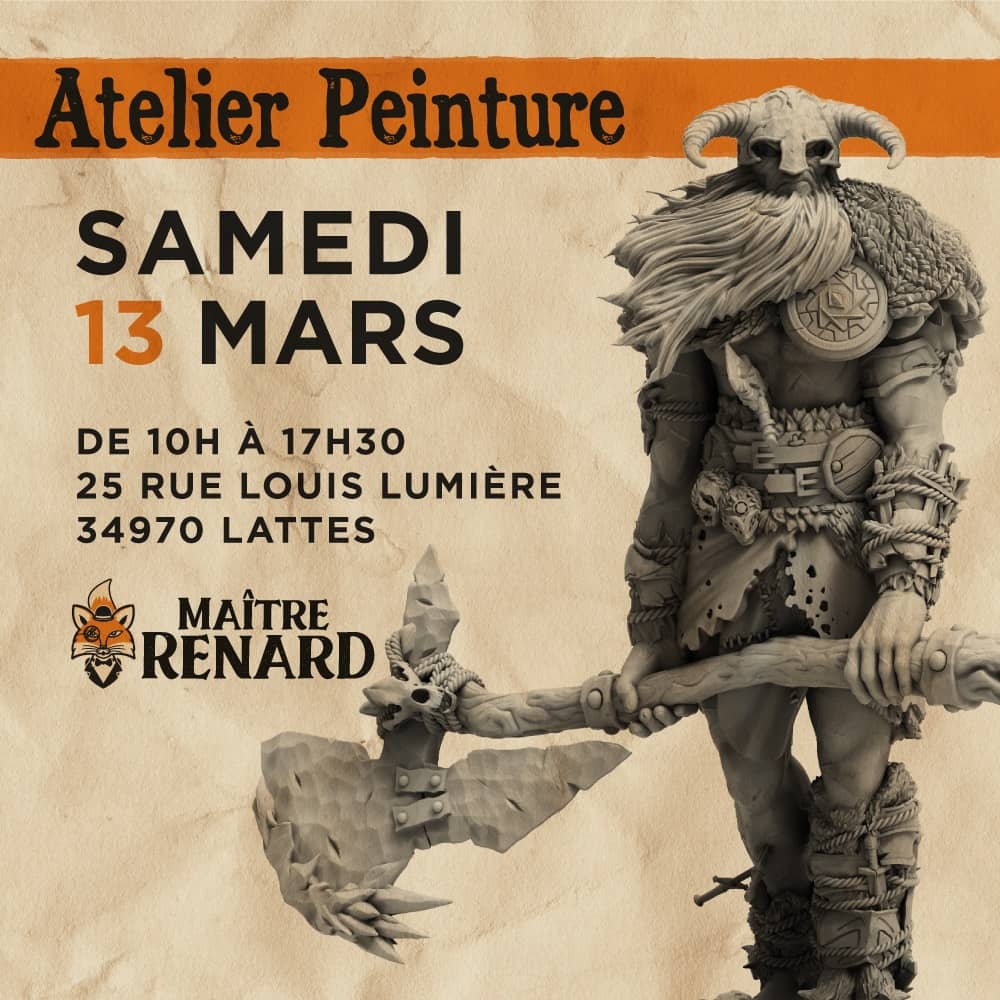 Atelier Peinture
SAMEDI
13 MARS
DE 10H À 17H30
25 RUE LOUIS LUMIÈRE
34970 LATTES
MAÎTRE
RENARD